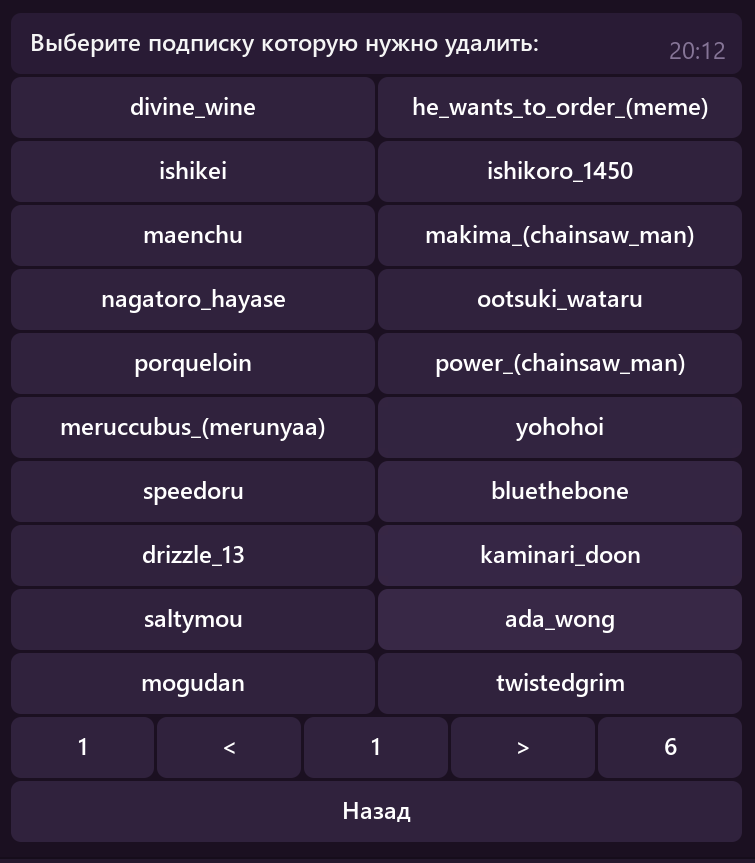 Выберите подписку которую нужно удалить:
20:12
divine_wine
he_wants_to_order_(meme)
ishikei
ishikoro_1450
maenchu
makima_(chainsaw_man)
nagatoro_hayase
ootsuki_wataru
porqueloin
power_(chainsaw_man)
meruccubus_(merunyaa)
yohohoi
speedoru
bluethebone
drizzle_13
kaminari_doon
saltymou
ada_wong
mogudan
twistedgrim
1 < 1 > 6
Назад